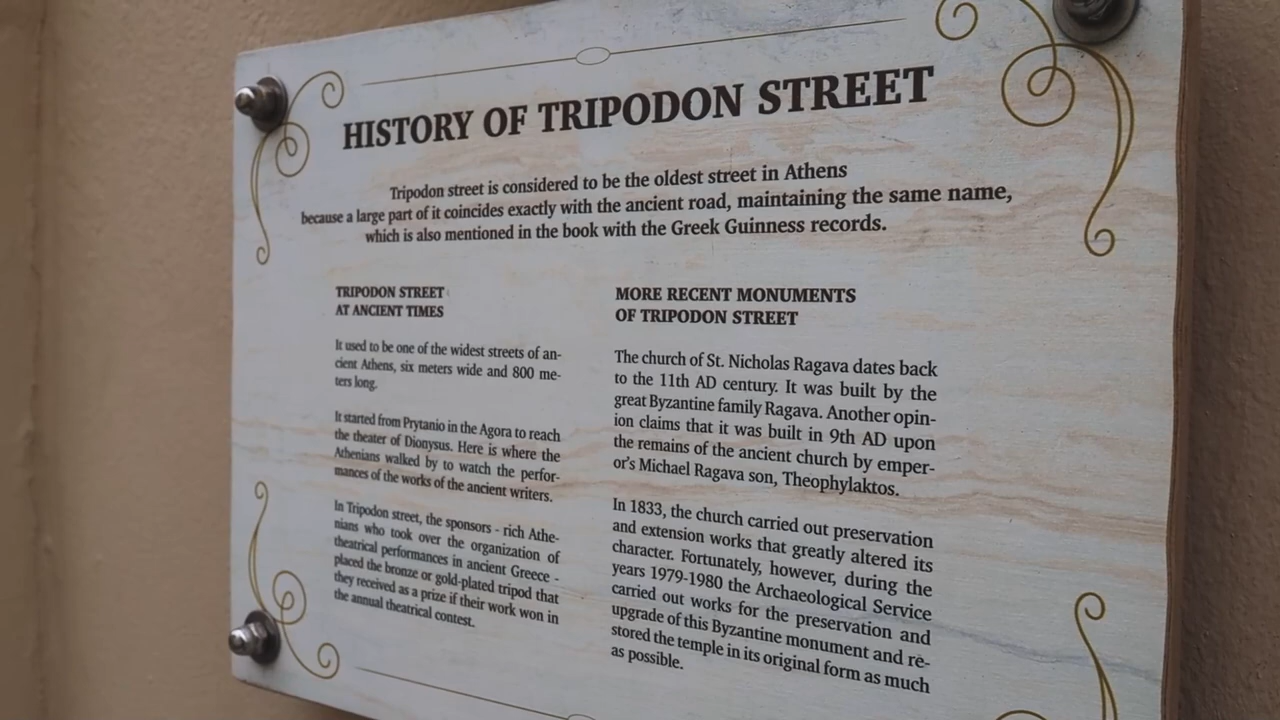 HISTORY OF TRIPODON STREET
Tripodon street is considered to be the oldest street in Athens
because a large part of it coincides exactly with the ancient road, maintaining the same name,
which is also mentioned in the book with the Greek Guinness records.
TRIPODON STREET
AT ANCIENT TIMES
It used to be one of the widest streets of an-
cient Athens, six meters wide and 800 me-
ters long.
It started from Prytanio in the Agora to reach
the theater of Dionysus. Here is where the
Athenians walked by to watch the perfor-
mances of the works of the ancient writers.
In Tripodon street, the sponsors - rich Athe-
nians who took over the organization of
theatrical performances in ancient Greece -
placed the bronze or gold-plated tripod that
they received as a prize if their work won in
the annual theatrical contest.
MORE RECENT MONUMENTS
OF TRIPODON STREET
The church of St. Nicholas Ragava dates back
to the 11th AD century. It was built by the
great Byzantine family Ragava. Another opin-
ion claims that it was built in 9th AD upon
the remains of the ancient church by emper-
or's Michael Ragava son, Theophylaktos.
In 1833, the church carried out preservation
and extension works that greatly altered its
character. Fortunately, however, during the
years 1979-1980 the Archaeological Service
carried out works for the preservation and
upgrade of this Byzantine monument and re-
stored the temple in its original form as much
as possible.